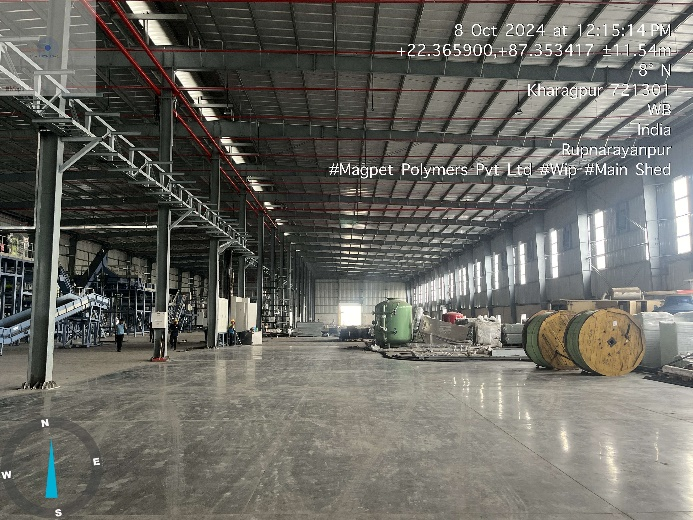 8 Oct 2024 at 12:15:14 PM
+22.365900,+87.353417 ±11.54m
8° N
Kharagpur 721301
WB
India
Rupnarayanpur
#Magpet Polymers Pvt Ltd #Wip #Main Shed
N
W E
S